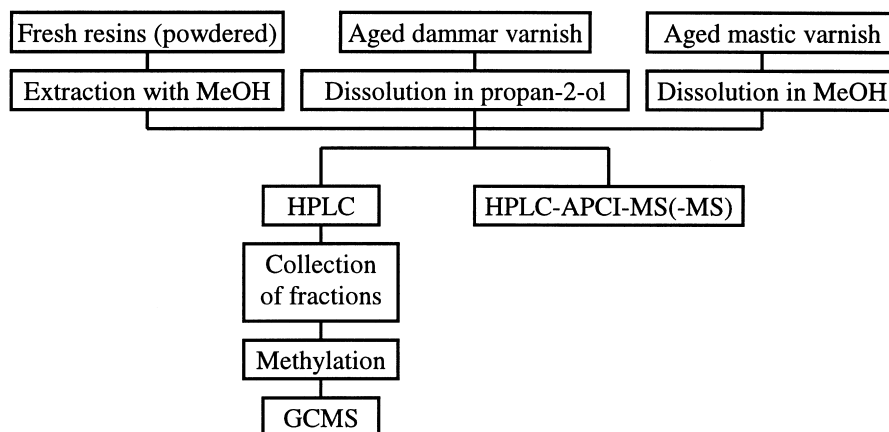 Fresh resins (powdered)
Aged dammar varnish
Aged mastic varnish
Extraction with MeOH
Dissolution in propan-2-ol
Dissolution in MeOH
HPLC
HPLC-APCI-MS(-MS)
Collection
of fractions
Methylation
GCMS